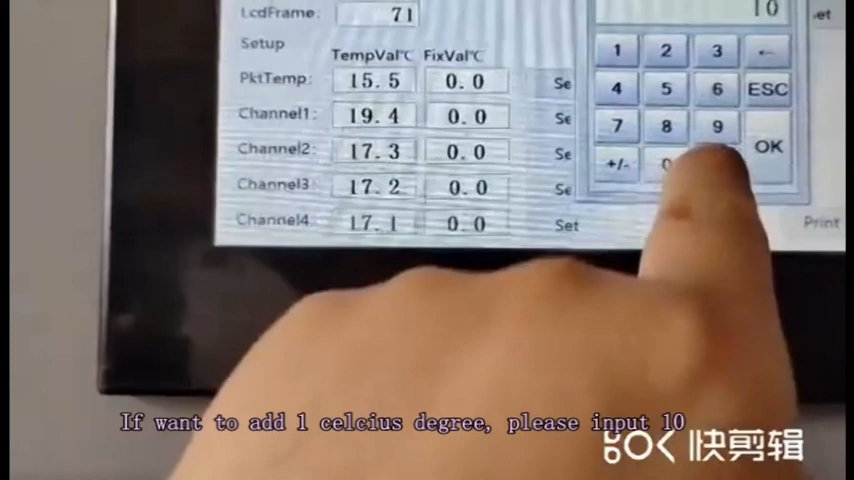 LcdFrame: 71
10
et
Setup
TempVal℃ FixVal℃
1 2 3 ←
PktTemp: 15.5 0.0 Se
4 5 6 ESC
Channel1: 19.4 0.0 Se
7 8 9
OK
Channel2: 17.3 0.0 Se
+/- 0
Channel3: 17.2 0.0 Se
Channel4 17.1 0.0 Set
Print
If want to add 1 celcius degree, please input 10
快剪辑